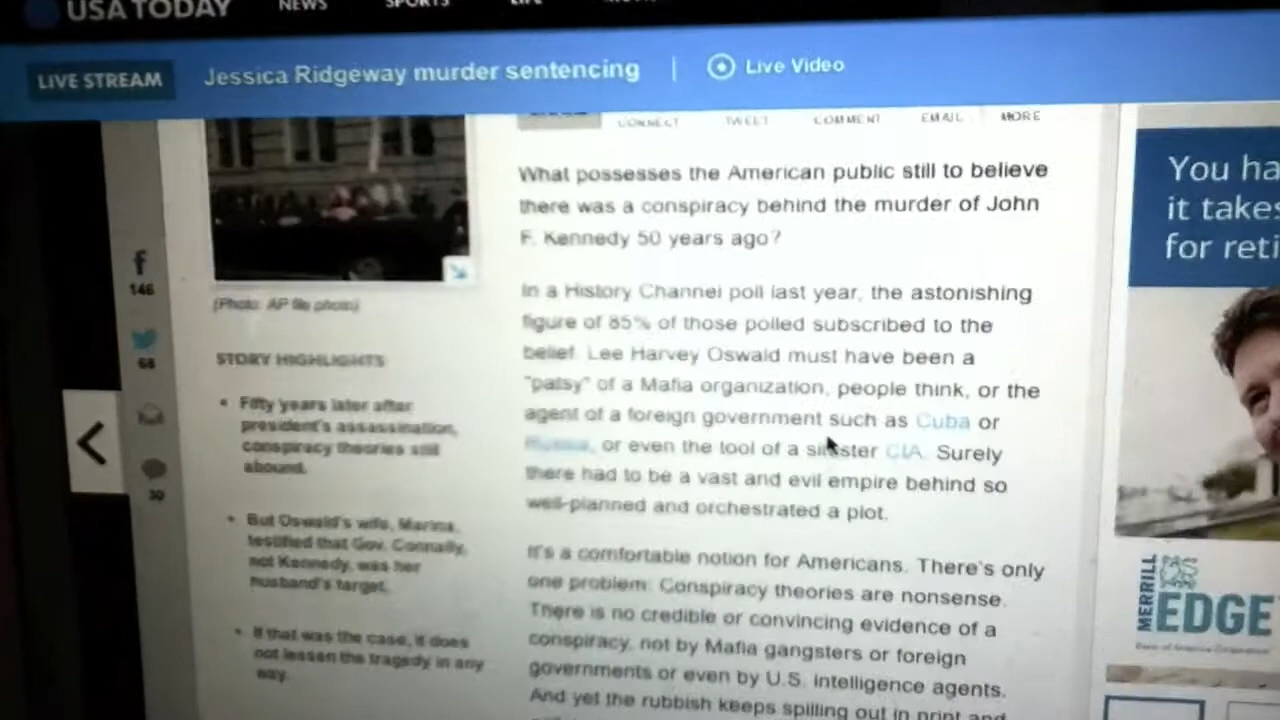 USA TODAY
NEWS
SPORTS
LIVE STREAM
Jessica Ridgeway murder sentencing
Live Video
CONNECT
TWEET
COMMENT
EMAIL
MORE
What possesses the American public still to believe
there was a conspiracy behind the murder of John
F. Kennedy 50 years ago?
In a History Channel poll last year, the astonishing
figure of 85% of those polled subscribed to the
belief. Lee Harvey Oswald must have been a
"patsy" of a Mafia organization, people think, or the
agent of a foreign government such as Cuba or
Russia, or even the tool of a sinister CIA. Surely
there had to be a vast and evil empire behind so
well-planned and orchestrated a plot.
It's a comfortable notion for Americans. There's only
one problem: Conspiracy theories are nonsense.
There is no credible or convincing evidence of a
conspiracy, not by Mafia gangsters or foreign
governments or even by U.S. intelligence agents.
And yet the rubbish keeps spilling out in print and
(Photo: AP file photo)
STORY HIGHLIGHTS
Fifty years later after
president's assassination,
conspiracy theories still
abound.
But Oswald's wife, Marina,
testified that Gov. Connally,
not Kennedy, was her
husband's target.
If that was the case, it does
not lessen the tragedy in any
way.
146
68
30
You ha
it takes
for reti
MERRILL
EDGE
Bank of America Corporation